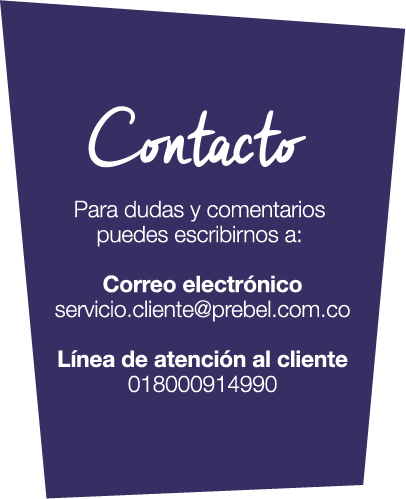 Contacto
Para dudas y comentarios
puedes escribirnos a:
Correo electrónico
servicio.cliente@prebel.com.co
Línea de atención al cliente
018000914990